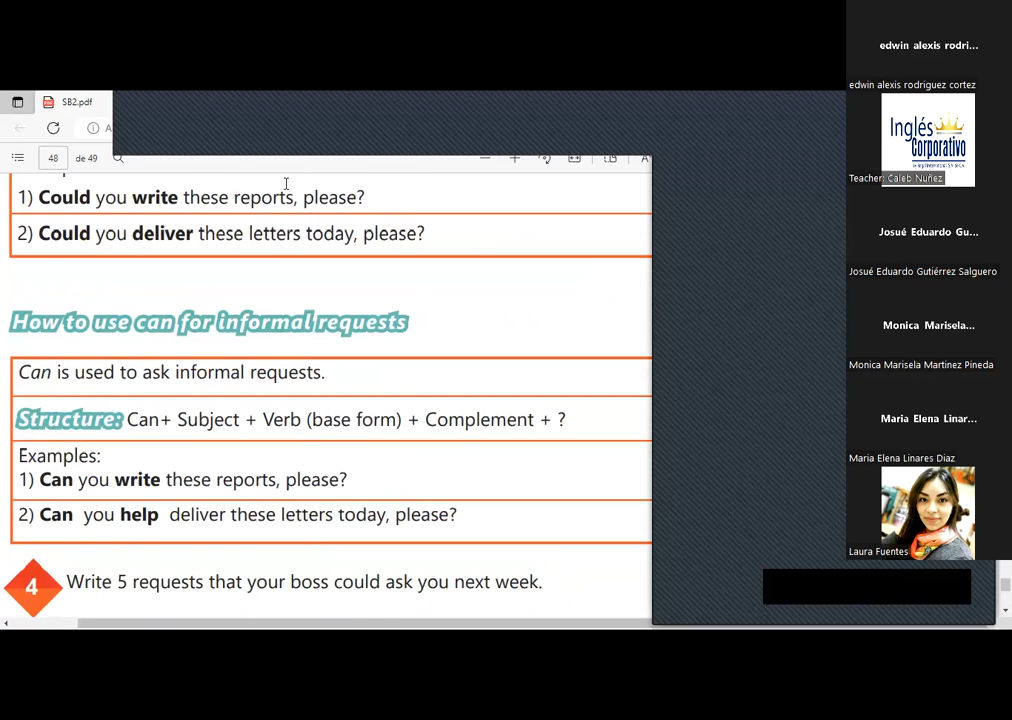 SB2.pdf
48 de 49
1) Could you write these reports, please?
2) Could you deliver these letters today, please?
How to use can for informal requests
Can is used to ask informal requests.
Structure: Can+ Subject + Verb (base form) + Complement + ?
Examples:
1) Can you write these reports, please?
2) Can you help deliver these letters today, please?
4 Write 5 requests that your boss could ask you next week.
edwin alexis rodri...
edwin alexis rodriguez cortez
Inglés
Corporativo
Teacher: Caleb Nuñez
Josué Eduardo Gu...
Josué Eduardo Gutiérrez Salguero
Monica Marisela...
Monica Marisela Martinez Pineda
Maria Elena Linar...
Maria Elena Linares Diaz
Laura Fuentes